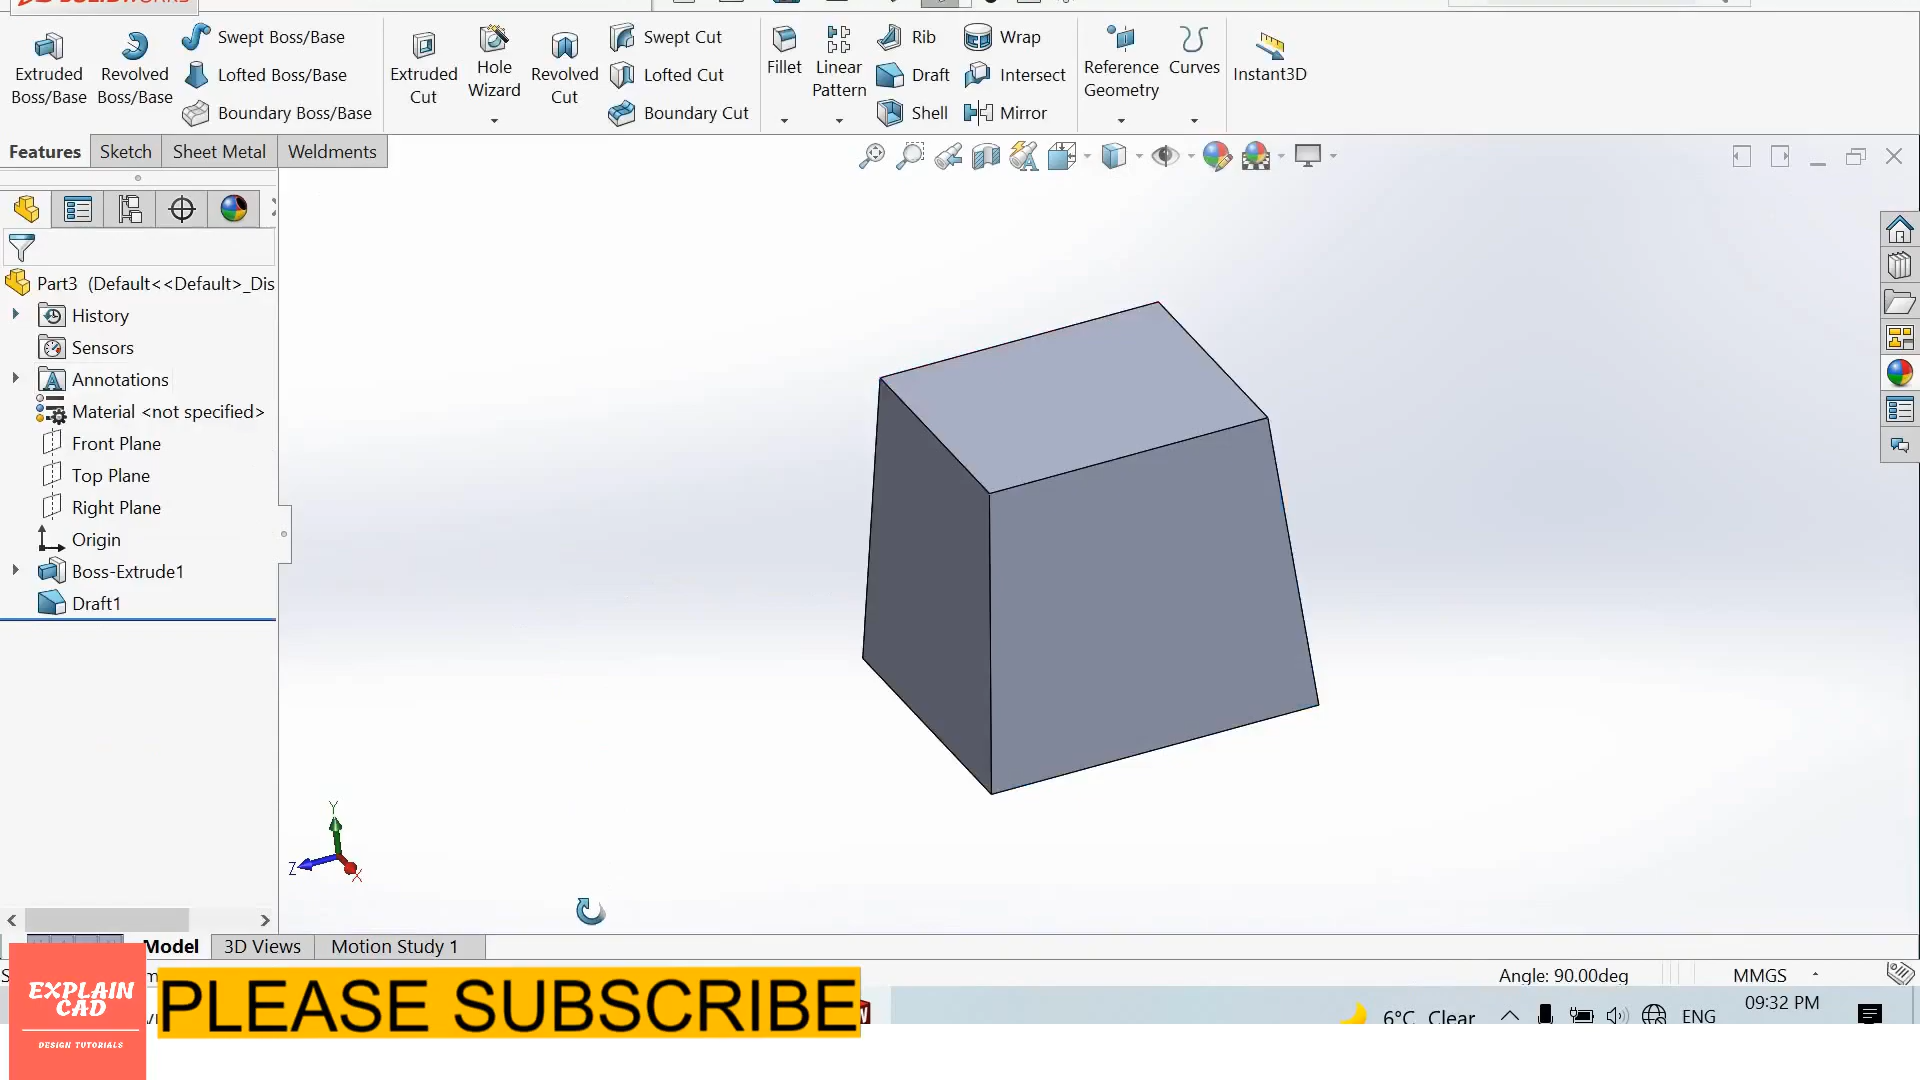 SOLIDWORKS
Extruded Boss/Base
Revolved Boss/Base
Swept Boss/Base
Lofted Boss/Base
Boundary Boss/Base
Extruded Cut
Hole Wizard
Revolved Cut
Swept Cut
Lofted Cut
Boundary Cut
Fillet
Linear Pattern
Rib
Draft
Shell
Wrap
Intersect
Mirror
Reference Geometry
Curves
Instant3D
Features
Sketch
Sheet Metal
Weldments
Part3 (Default<<Default>_Dis
History
Sensors
Annotations
Material <not specified>
Front Plane
Top Plane
Right Plane
Origin
Boss-Extrude1
Draft1
Y
Z
X
Model
3D Views
Motion Study 1
Angle: 90.00deg
MMGS
EXPLAIN
CAD
DESIGN TUTORIALS
PLEASE SUBSCRIBE
6°C Clear
ENG
09:32 PM